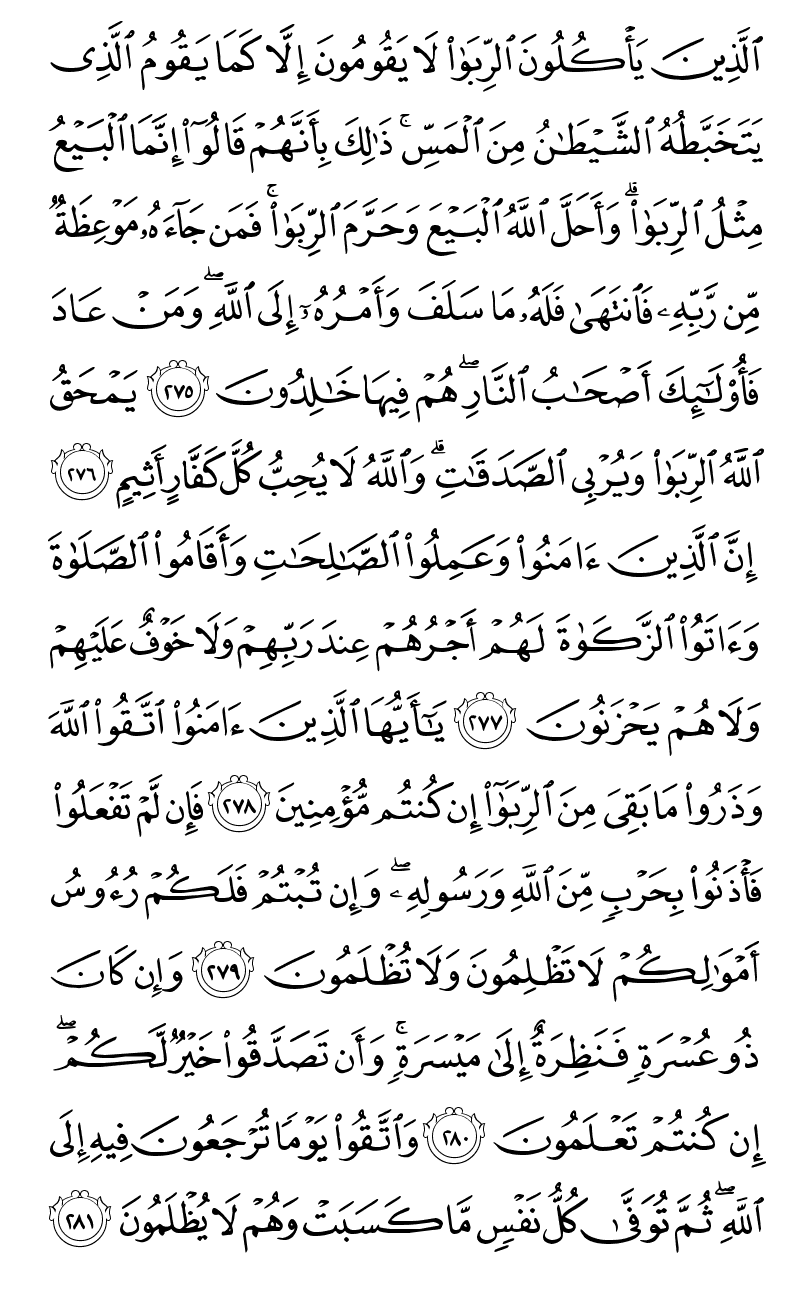 ٱلَّذِينَ يَأْكُلُونَ ٱلرِّبَوٰا۟ لَا يَقُومُونَ إِلَّا كَمَا يَقُومُ ٱلَّذِى
يَتَخَبَّطُهُ ٱلشَّيْطَـٰنُ مِنَ ٱلْمَسِّ ۚ ذَٰلِكَ بِأَنَّهُمْ قَالُوٓا۟ إِنَّمَا ٱلْبَيْعُ
مِثْلُ ٱلرِّبَوٰا۟ ۗ وَأَحَلَّ ٱللَّهُ ٱلْبَيْعَ وَحَرَّمَ ٱلرِّبَوٰا۟ ۚ فَمَن جَآءَهُۥ مَوْعِظَةٌ
مِّن رَّبِّهِۦ فَٱنتَهَىٰ فَلَهُۥ مَا سَلَفَ وَأَمْرُهُۥٓ إِلَى ٱللَّهِ ۖ وَمَنْ عَادَ
فَأُو۟لَـٰٓئِكَ أَصْحَـٰبُ ٱلنَّارِ ۖ هُمْ فِيهَا خَـٰلِدُونَ ٢٧٥ يَمْحَقُ
ٱللَّهُ ٱلرِّبَوٰا۟ وَيُرْبِى ٱلصَّدَقَـٰتِ ۗ وَٱللَّهُ لَا يُحِبُّ كُلَّ كَفَّارٍ أَثِيمٍ ٢٧٦
إِنَّ ٱلَّذِينَ ءَامَنُوا۟ وَعَمِلُوا۟ ٱلصَّـٰلِحَـٰتِ وَأَقَامُوا۟ ٱلصَّلَوٰةَ
وَءَاتَوُا۟ ٱلزَّكَوٰةَ لَهُمْ أَجْرُهُمْ عِندَ رَبِّهِمْ وَلَا خَوْفٌ عَلَيْهِمْ
وَلَا هُمْ يَحْزَنُونَ ٢٧٧ يَـٰٓأَيُّهَا ٱلَّذِينَ ءَامَنُوا۟ ٱتَّقُوا۟ ٱللَّهَ
وَذَرُوا۟ مَا بَقِىَ مِنَ ٱلرِّبَوٰٓا۟ إِن كُنتُم مُّؤْمِنِينَ ٢٧٨ فَإِن لَّمْ تَفْعَلُوا۟
فَأْذَنُوا۟ بِحَرْبٍ مِّنَ ٱللَّهِ وَرَسُولِهِۦ ۖ وَإِن تُبْتُمْ فَلَكُمْ رُءُوسُ
أَمْوَٰلِكُمْ لَا تَظْلِمُونَ وَلَا تُظْلَمُونَ ٢٧٩ وَإِن كَانَ
ذُو عُسْرَةٍ فَنَظِرَةٌ إِلَىٰ مَيْسَرَةٍ ۚ وَأَن تَصَدَّقُوا۟ خَيْرٌ لَّكُمْ ۖ
إِن كُنتُمْ تَعْلَمُونَ ٢٨٠ وَٱتَّقُوا۟ يَوْمًا تُرْجَعُونَ فِيهِ إِلَى
ٱللَّهِ ۖ ثُمَّ تُوَفَّىٰ كُلُّ نَفْسٍ مَّا كَسَبَتْ وَهُمْ لَا يُظْلَمُونَ ٢٨١